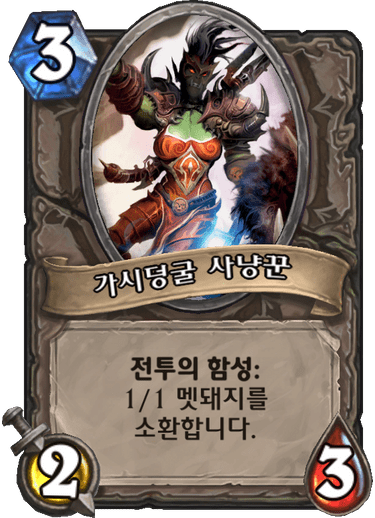 3
가시덩굴 사냥꾼
전투의 함성:
1/1 멧돼지를
소환합니다.
2
3